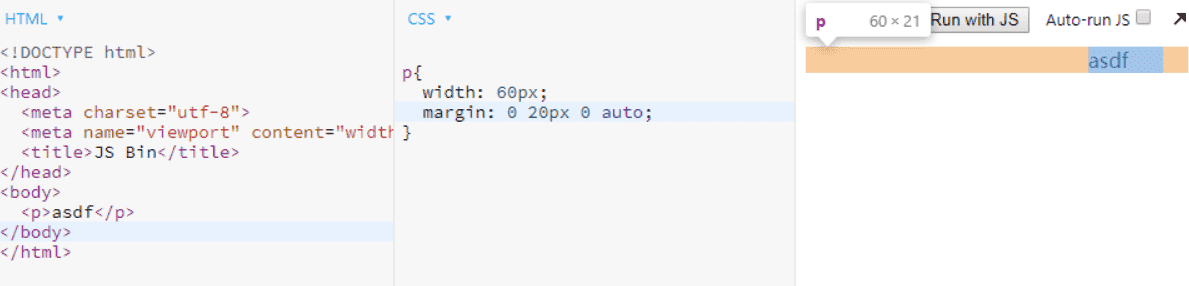 HTML ▾
<!DOCTYPE html>
<html>
<head>
<meta charset="utf-8">
<meta name="viewport" content="width
<title>JS Bin</title>
</head>
<body>
<p>asdf</p>
</body>
</html>
CSS ▾
p{
width: 60px;
margin: 0 20px 0 auto;
}
p 60 × 21
Run with JS
Auto-run JS
asdf